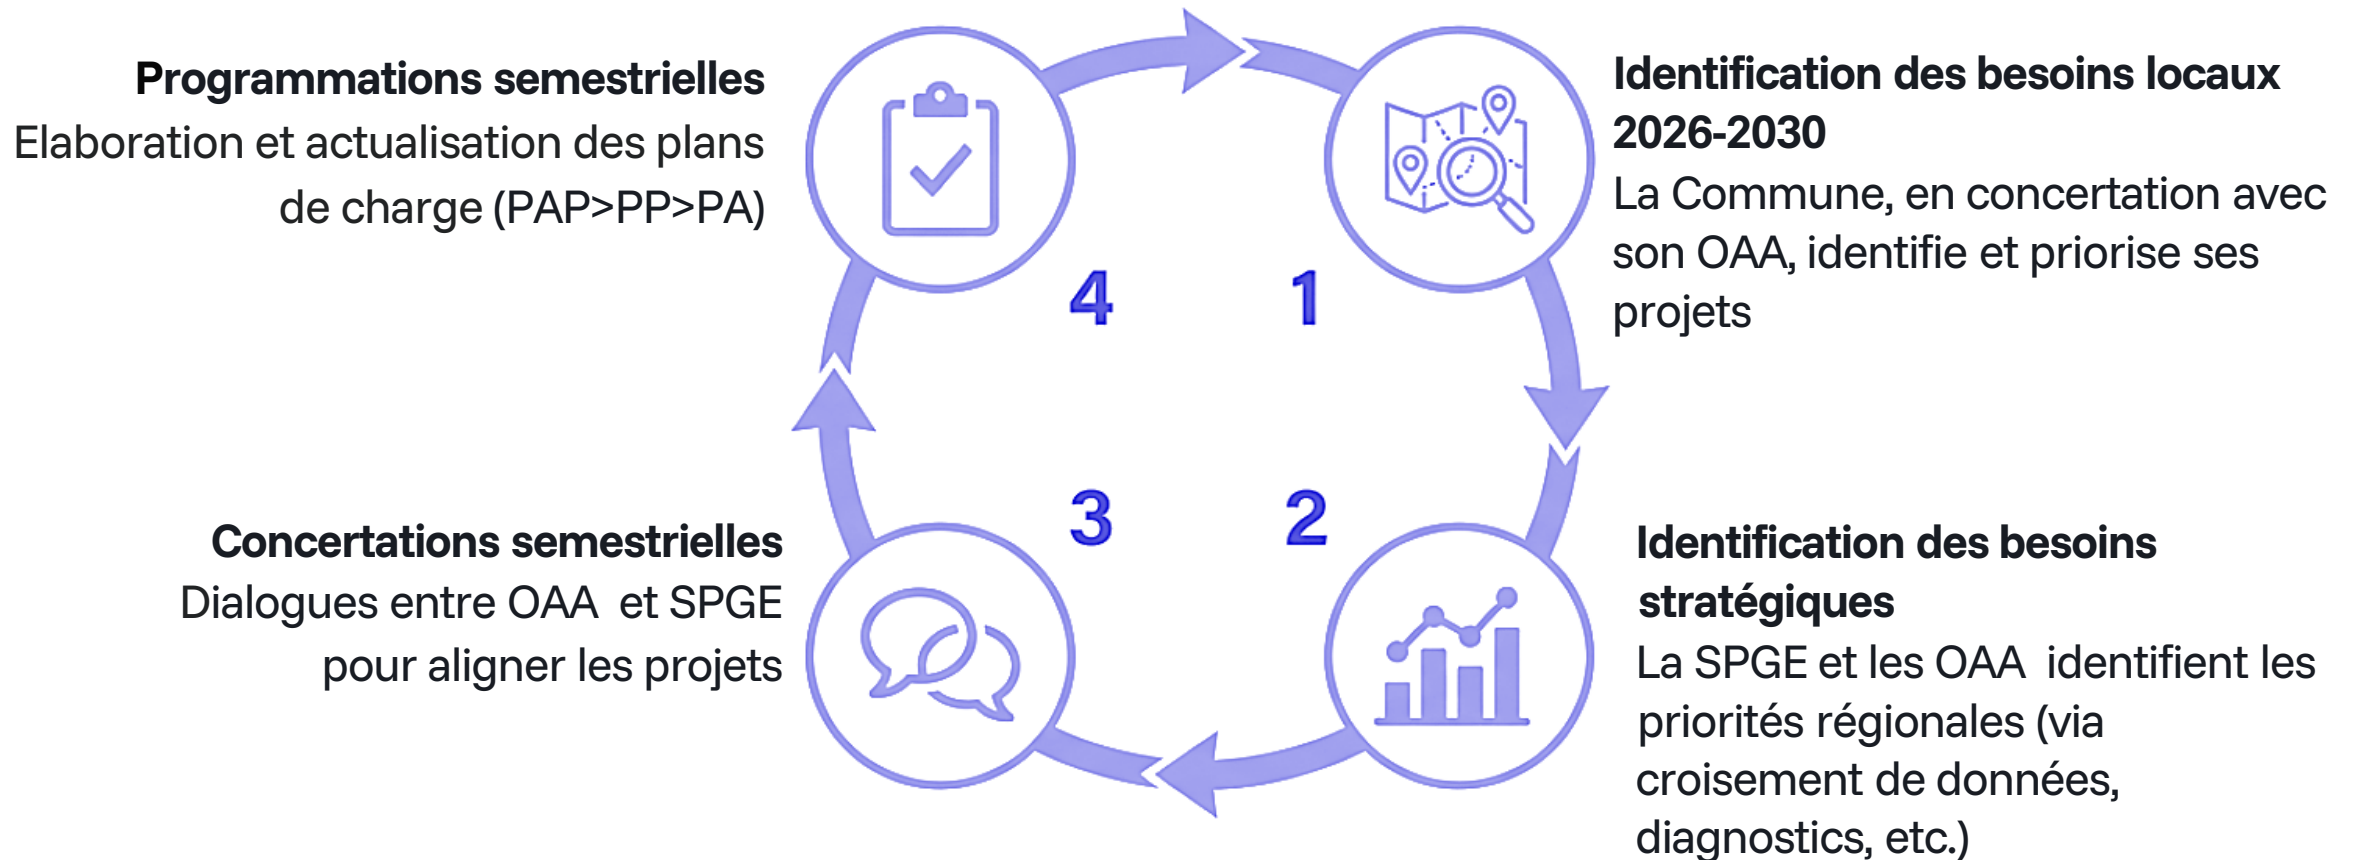 Programmations semestrielles
Elaboration et actualisation des plans
de charge (PAP>PP>PA)
4
Identification des besoins locaux
2026-2030
La Commune, en concertation avec
son OAA, identifie et priorise ses
projets
1
Identification des besoins
stratégiques
La SPGE et les OAA identifient les
priorités régionales (via
croisement de données,
diagnostics, etc.)
2
Concertations semestrielles
Dialogues entre OAA et SPGE
pour aligner les projets
3